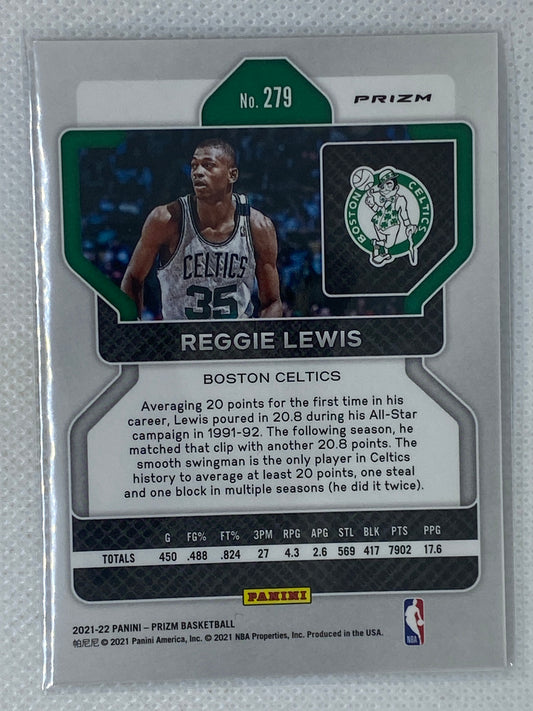 No. 279
PRIZM
CELTICS
35
BOSTON CELTICS
REGGIE LEWIS
BOSTON CELTICS
Averaging 20 points for the first time in his
career, Lewis poured in 20.8 during his All-Star
campaign in 1991-92. The following season, he
matched that clip with another 20.8 points. The
smooth swingman is the only player in Celtics
history to average at least 20 points, one steal
and one block in multiple seasons (he did it twice).
G FG% FT% 3PM RPG APG STL BLK PTS PPG
TOTALS 450 .488 .824 27 4.3 2.6 569 417 7902 17.6
PANINI
2021-22 PANINI – PRIZM BASKETBALL
帕尼尼 © 2021 Panini America, Inc. © 2021 NBA Properties, Inc. Produced in the USA.
NBA